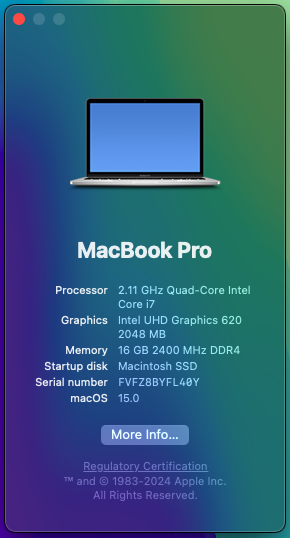 MacBook Pro
Processor 2.11 GHz Quad-Core Intel
Core i7
Graphics Intel UHD Graphics 620
2048 MB
Memory 16 GB 2400 MHz DDR4
Startup disk Macintosh SSD
Serial number FVFZ8BYFL40Y
macOS 15.0
More Info...
Regulatory Certification
™ and © 1983-2024 Apple Inc.
All Rights Reserved.